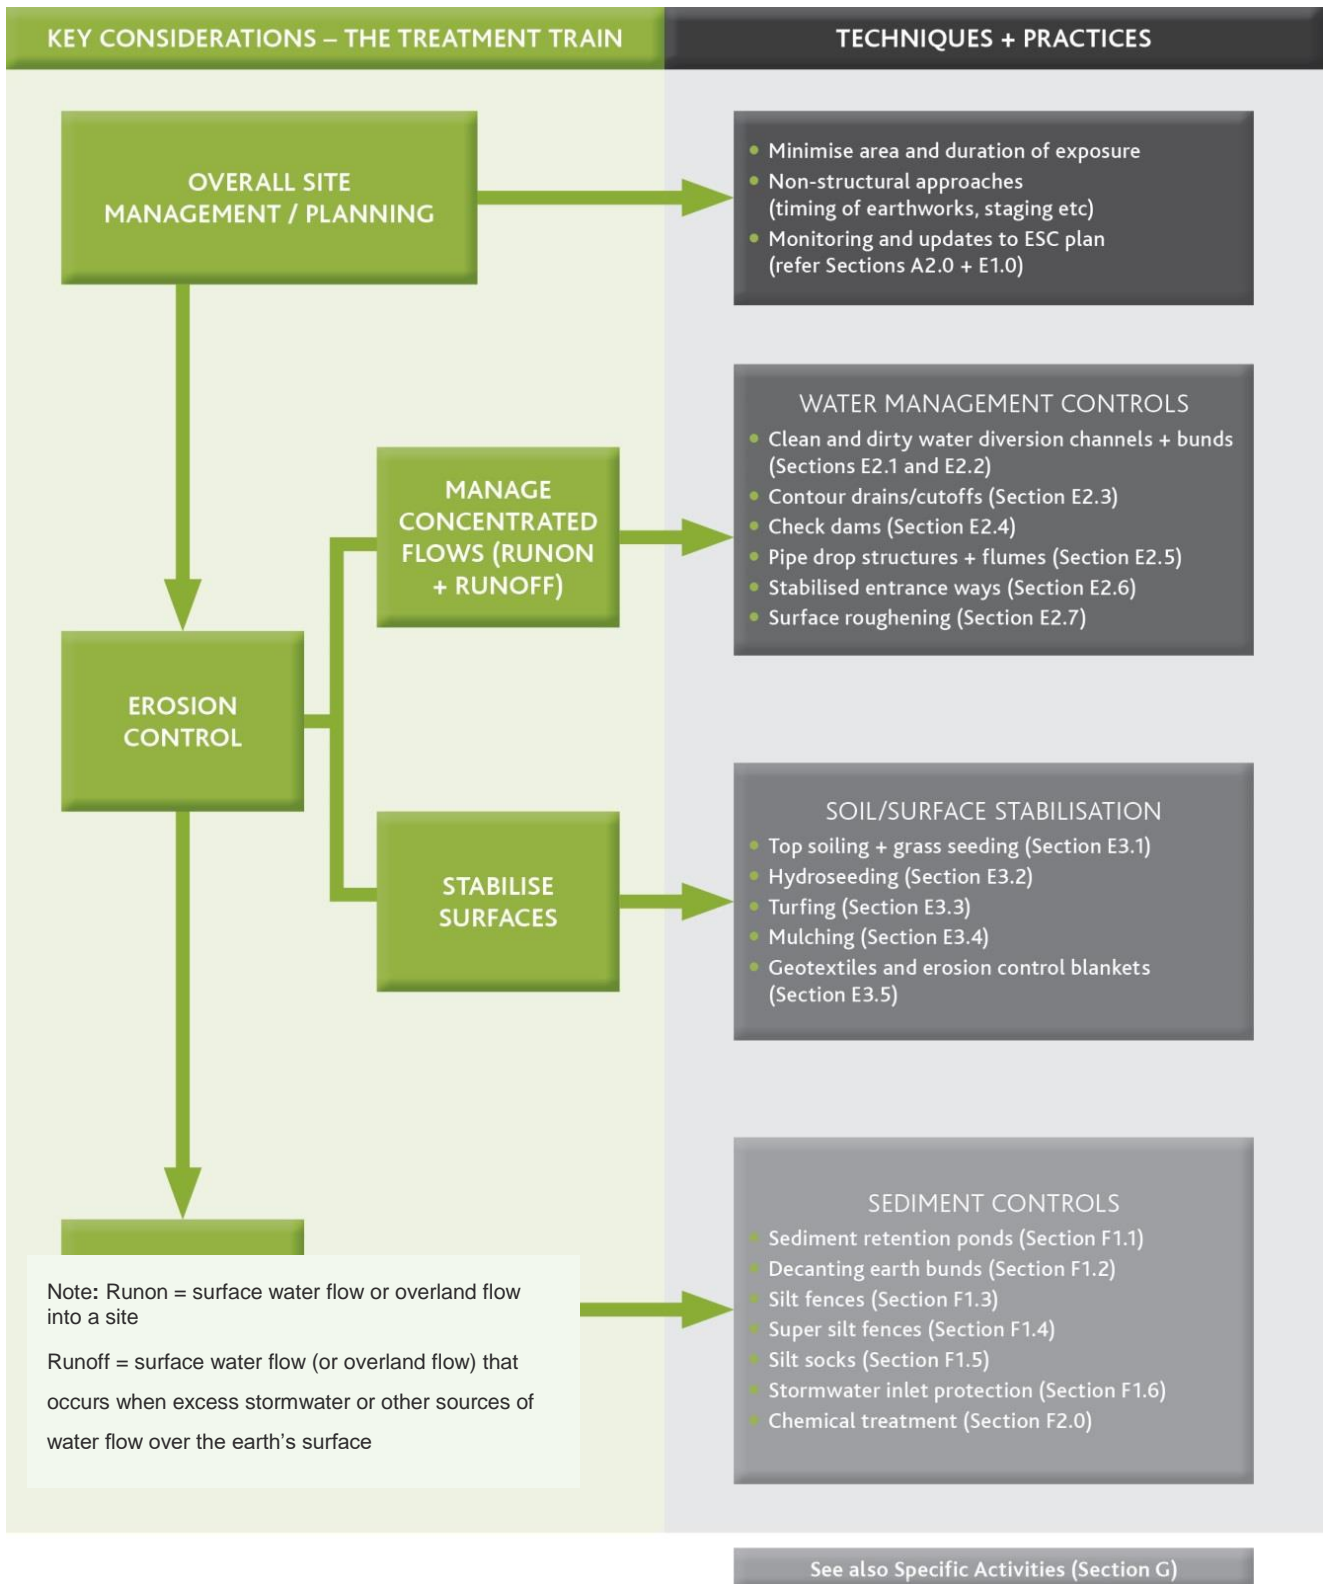 KEY CONSIDERATIONS – THE TREATMENT TRAIN
TECHNIQUES + PRACTICES
OVERALL SITE
MANAGEMENT / PLANNING
• Minimise area and duration of exposure
• Non-structural approaches
(timing of earthworks, staging etc)
• Monitoring and updates to ESC plan
(refer Sections A2.0 + E1.0)
EROSION
CONTROL
MANAGE
CONCENTRATED
FLOWS (RUNON
+ RUNOFF)
WATER MANAGEMENT CONTROLS
• Clean and dirty water diversion channels + bunds
(Sections E2.1 and E2.2)
• Contour drains/cutoffs (Section E2.3)
• Check dams (Section E2.4)
• Pipe drop structures + flumes (Section E2.5)
• Stabilised entrance ways (Section E2.6)
• Surface roughening (Section E2.7)
STABILISE
SURFACES
SOIL/SURFACE STABILISATION
• Top soiling + grass seeding (Section E3.1)
• Hydroseeding (Section E3.2)
• Turfing (Section E3.3)
• Mulching (Section E3.4)
• Geotextiles and erosion control blankets
(Section E3.5)
Note: Runon = surface water flow or overland flow
into a site
Runoff = surface water flow (or overland flow) that
occurs when excess stormwater or other sources of
water flow over the earth's surface
SEDIMENT CONTROLS
• Sediment retention ponds (Section F1.1)
• Decanting earth bunds (Section F1.2)
• Silt fences (Section F1.3)
• Super silt fences (Section F1.4)
• Silt socks (Section F1.5)
• Stormwater inlet protection (Section F1.6)
• Chemical treatment (Section F2.0)
See also Specific Activities (Section G)